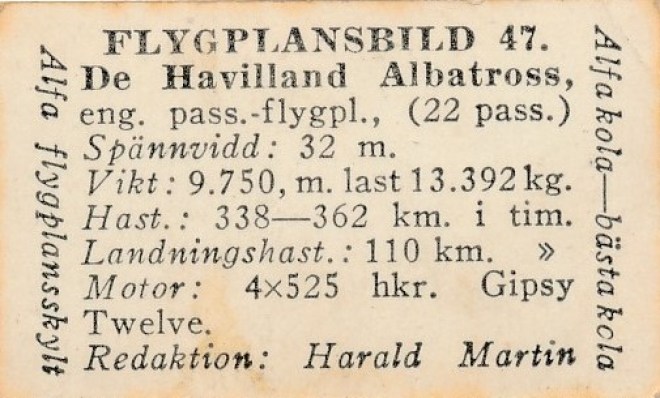 FLYGPLANSBILD 47.
De Havilland Albatross,
eng. pass.-flygpl., (22 pass.)
Spännvidd: 32 m.
Vikt: 9.750, m. last 13.392 kg.
Hast.: 338—362 km. i tim.
Landningshast.: 110 km. »
Motor: 4×525 hkr. Gipsy
Twelve.
Redaktion: Harald Martin
Alfa flygplansskylt
Alfa kola—bästa kola